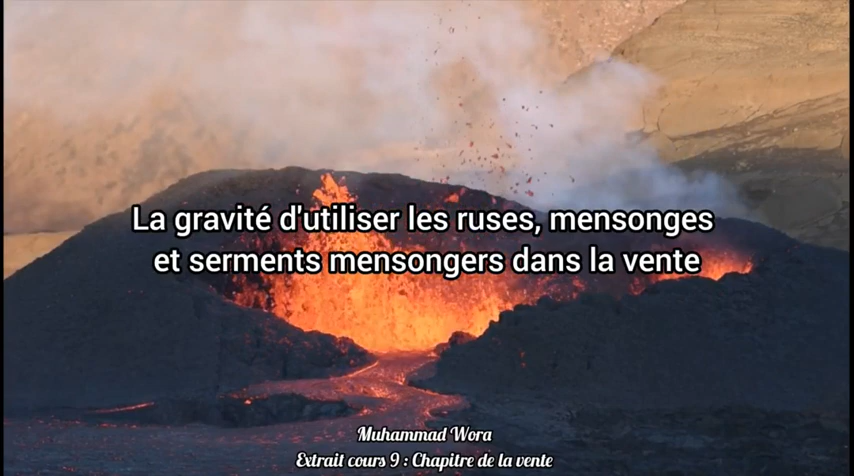 La gravité d'utiliser les ruses, mensonges
et serments mensongers dans la vente
Muhammad Wora
Extrait cours 9 : Chapitre de la vente